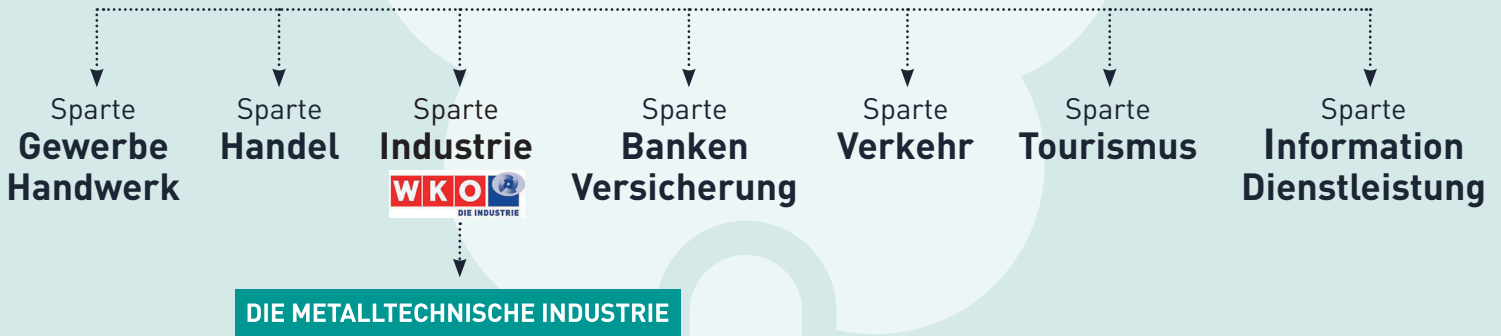 Sparte
Gewerbe
Handwerk
Sparte
Handel
Sparte
Industrie
WKO A
DIE INDUSTRIE
Sparte
Banken
Versicherung
Sparte
Verkehr
Sparte
Tourismus
Sparte
Information
Dienstleistung
DIE METALLTECHNISCHE INDUSTRIE